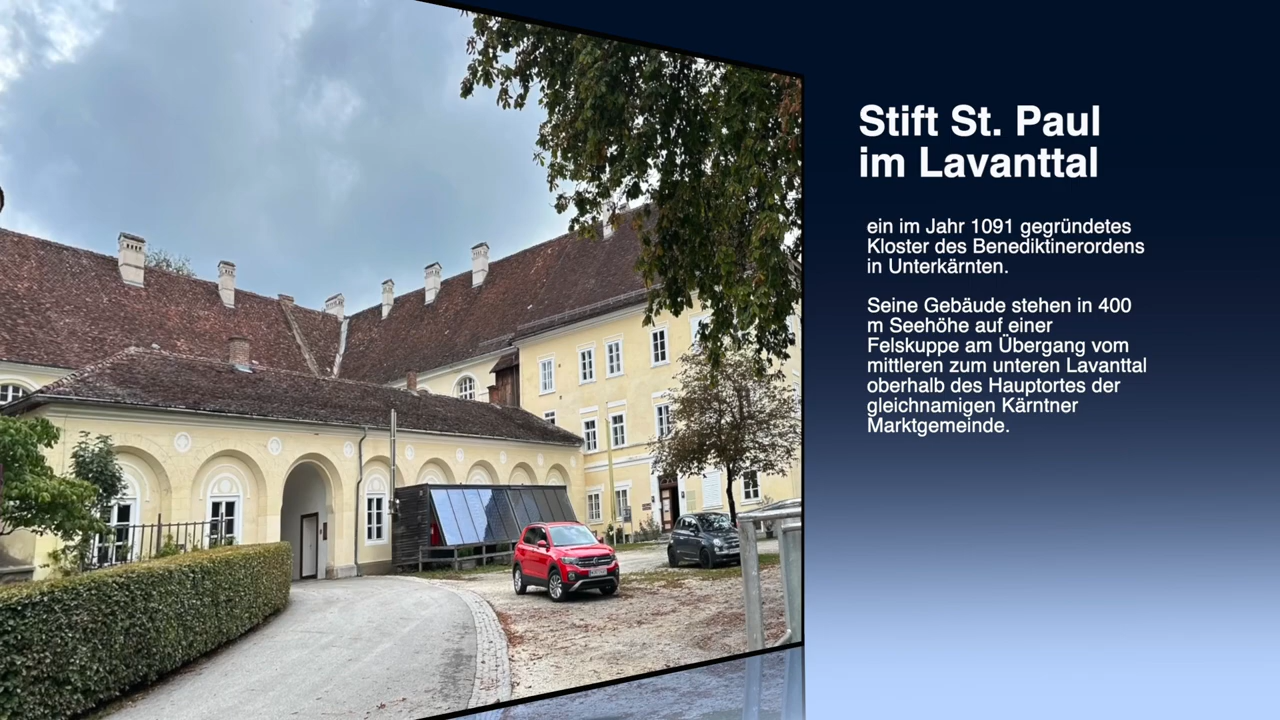 Stift St. Paul
im Lavanttal
ein im Jahr 1091 gegründetes
Kloster des Benediktinerordens
in Unterkärnten.
Seine Gebäude stehen in 400
m Seehöhe auf einer
Felskuppe am Übergang vom
mittleren zum unteren Lavanttal
oberhalb des Hauptortes der
gleichnamigen Kärntner
Marktgemeinde.